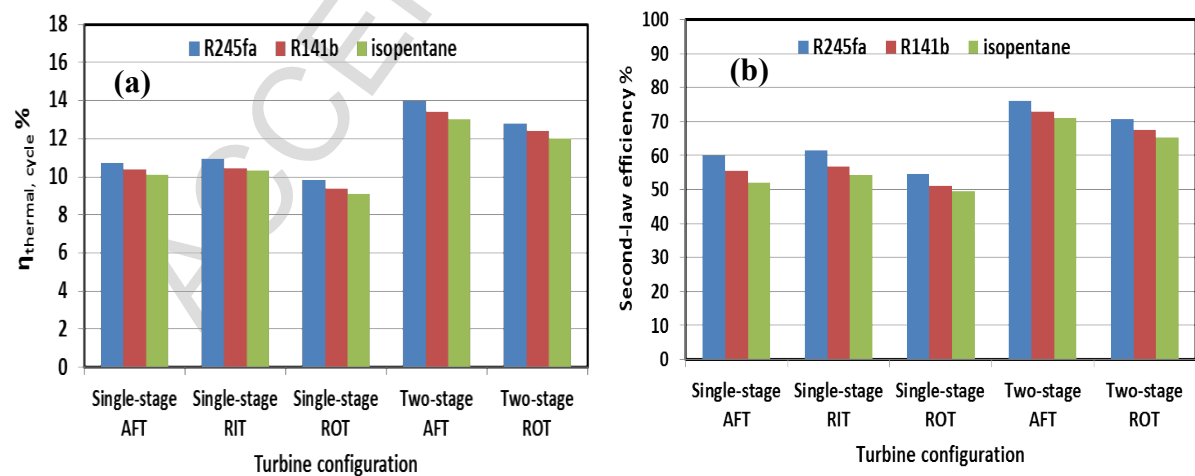 18
16
14
12
10
8
6
4
2
0
ηthermal, cycle %
R245fa R141b isopentane
(a)
Single-stage AFT
Single-stage RIT
Single-stage ROT
Two-stage AFT
Two-stage ROT
Turbine configuration
ACCE
100
90
80
70
60
50
40
30
20
10
0
Second-law efficiency %
R245fa R141b isopentane
(b)
Single-stage AFT
Single-stage RIT
Single-stage ROT
Two-stage AFT
Two-stage ROT
Turbine configuration